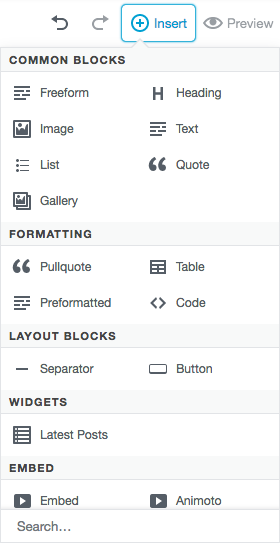 Insert Preview
COMMON BLOCKS
Freeform Heading
Image Text
List Quote
Gallery
FORMATTING
Pullquote Table
Preformatted Code
LAYOUT BLOCKS
Separator Button
WIDGETS
Latest Posts
EMBED
Embed Animoto
Search...